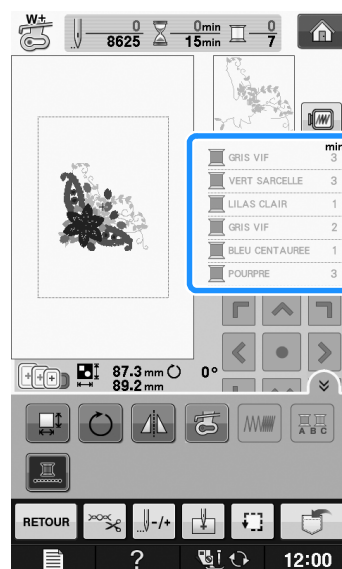 W+
0 0min 0
8625 15min 7
min
GRIS VIF 3
VERT SARCELLE 3
LILAS CLAIR 1
GRIS VIF 2
BLEU CENTAUREE 1
POURPRE 3
87.3 mm 0°
89.2 mm
A B C
RETOUR -/+
? 12:00